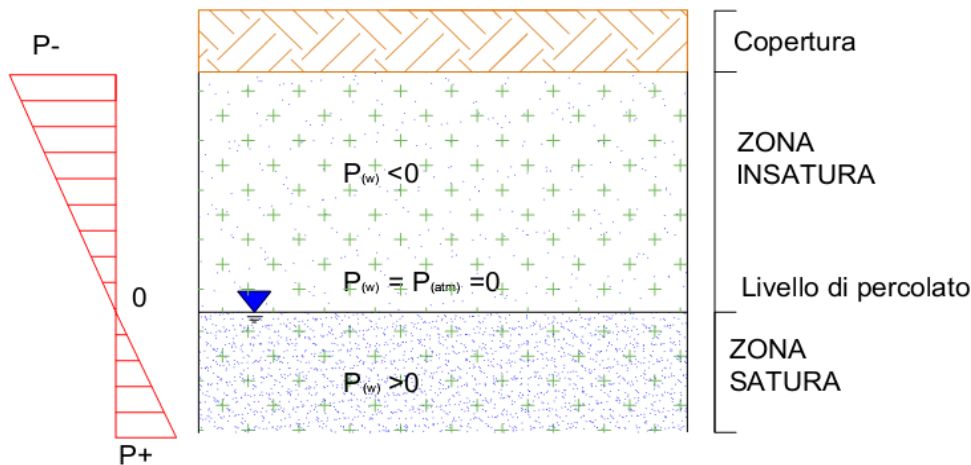 P-
Copertura
ZONA
INSATURA
P(w) <0
P(w) = P(atm) =0
0
Livello di percolato
ZONA
SATURA
P(w) >0
P+